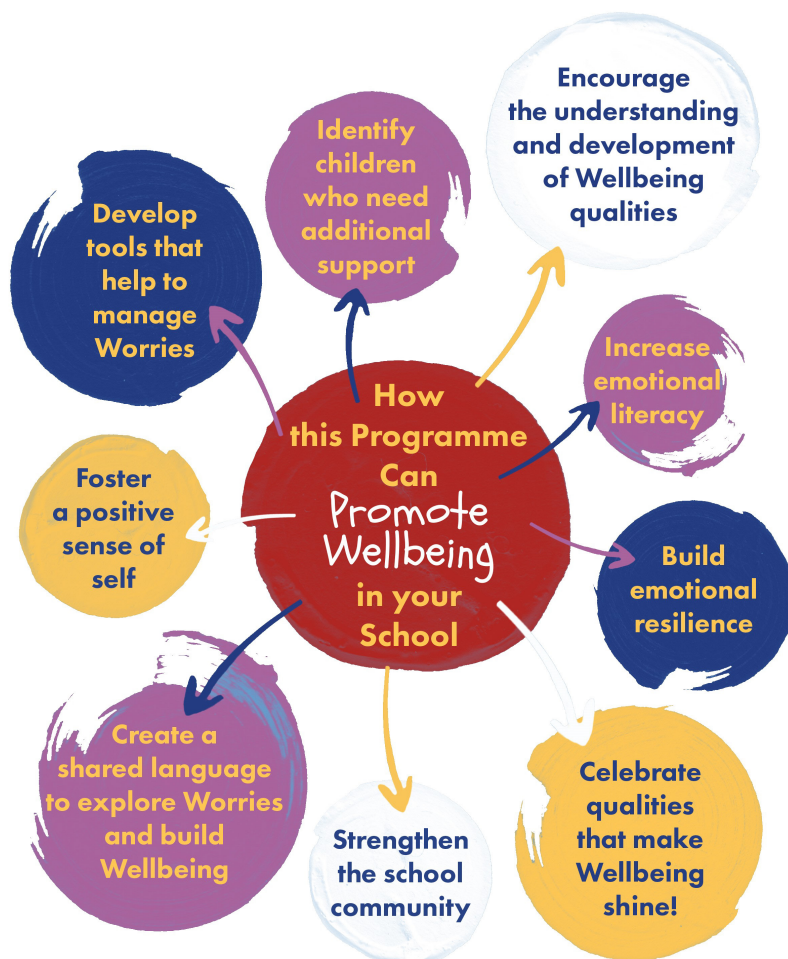 How
this Programme
Can
Promote
Wellbeing
in your
School
Encourage
the understanding
and development
of Wellbeing
qualities
Increase
emotional
literacy
Build
emotional
resilience
Celebrate
qualities
that make
Wellbeing
shine!
Strengthen
the school
community
Create a
shared language
to explore Worries
and build
Wellbeing
Foster
a positive
sense of
self
Develop
tools that
help to
manage
Worries
Identify
children
who need
additional
support